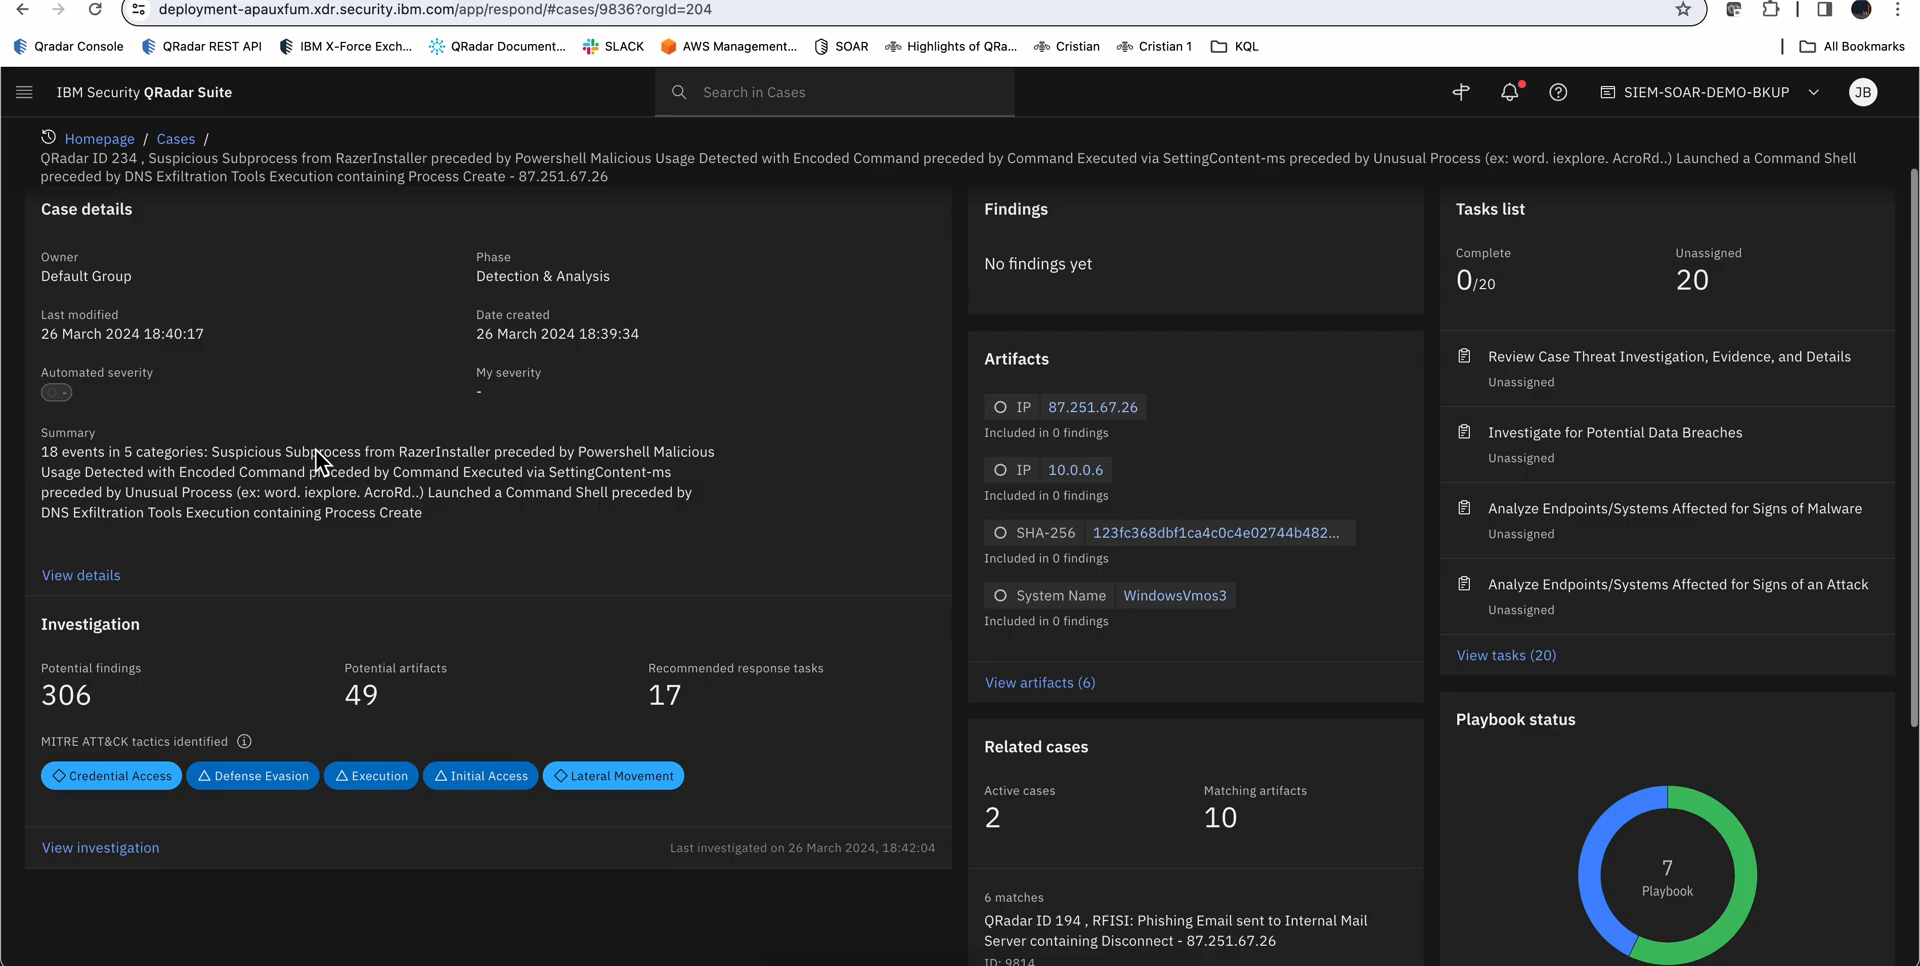 deployment-apauxfum.xdr.security.ibm.com/app/respond/#cases/9836?orgId=204
Qradar Console
QRadar REST API
IBM X-Force Exch...
QRadar Document...
SLACK
AWS Management...
SOAR
Highlights of QRa...
Cristian
Cristian 1
KQL
All Bookmarks
IBM Security QRadar Suite
Search in Cases
SIEM-SOAR-DEMO-BKUP
JB
Homepage / Cases /
QRadar ID 234 , Suspicious Subprocess from RazerInstaller preceded by Powershell Malicious Usage Detected with Encoded Command preceded by Command Executed via SettingContent-ms preceded by Unusual Process (ex: word. iexplore. AcroRd..) Launched a Command Shell
preceded by DNS Exfiltration Tools Execution containing Process Create - 87.251.67.26
Case details
Owner
Default Group
Phase
Detection & Analysis
Last modified
26 March 2024 18:40:17
Date created
26 March 2024 18:39:34
Automated severity
-
My severity
-
Summary
18 events in 5 categories: Suspicious Subprocess from RazerInstaller preceded by Powershell Malicious
Usage Detected with Encoded Command preceded by Command Executed via SettingContent-ms
preceded by Unusual Process (ex: word. iexplore. AcroRd..) Launched a Command Shell preceded by
DNS Exfiltration Tools Execution containing Process Create
View details
Investigation
Potential findings
306
Potential artifacts
49
Recommended response tasks
17
MITRE ATT&CK tactics identified
Credential Access
Defense Evasion
Execution
Initial Access
Lateral Movement
View investigation
Last investigated on 26 March 2024, 18:42:04
Findings
No findings yet
Artifacts
IP 87.251.67.26
Included in 0 findings
IP 10.0.0.6
Included in 0 findings
SHA-256 123fc368dbf1ca4c0c4e02744b482...
Included in 0 findings
System Name WindowsVmos3
Included in 0 findings
View artifacts (6)
Related cases
Active cases
2
Matching artifacts
10
6 matches
QRadar ID 194 , RFISI: Phishing Email sent to Internal Mail
Server containing Disconnect - 87.251.67.26
ID: 9814
Tasks list
Complete
0/20
Unassigned
20
Review Case Threat Investigation, Evidence, and Details
Unassigned
Investigate for Potential Data Breaches
Unassigned
Analyze Endpoints/Systems Affected for Signs of Malware
Unassigned
Analyze Endpoints/Systems Affected for Signs of an Attack
Unassigned
View tasks (20)
Playbook status
7
Playbook